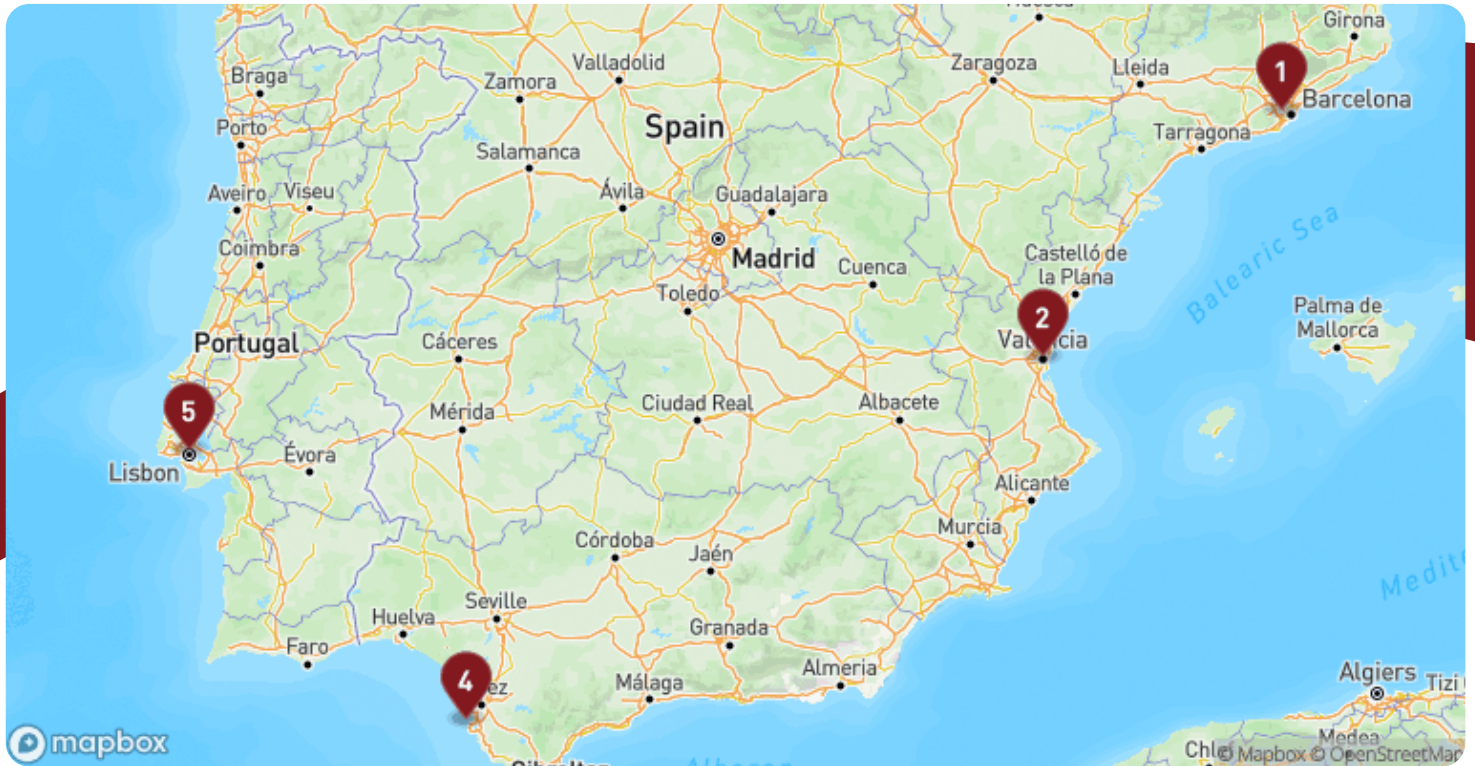 Girona
1
Valladolid
Zaragoza
Lleida
Braga
Zamora
Barcelona
Porto
Spain
Tarragona
Salamanca
Aveiro
Viseu
Ávila
Guadalajara
Coimbra
Madrid
Cuenca
Castelló de
la Plana
Balearic Sea
Toledo
2
Palma de
Mallorca
Portugal
Cáceres
5
Mérida
Ciudad Real
Albacete
Lisbon
Évora
Alicante
Murcia
Córdoba
Jaén
Seville
Huelva
Granada
Faro
4
Málaga
Almeria
Algiers
mapbox
Medea
© Mapbox © OpenStreetMap